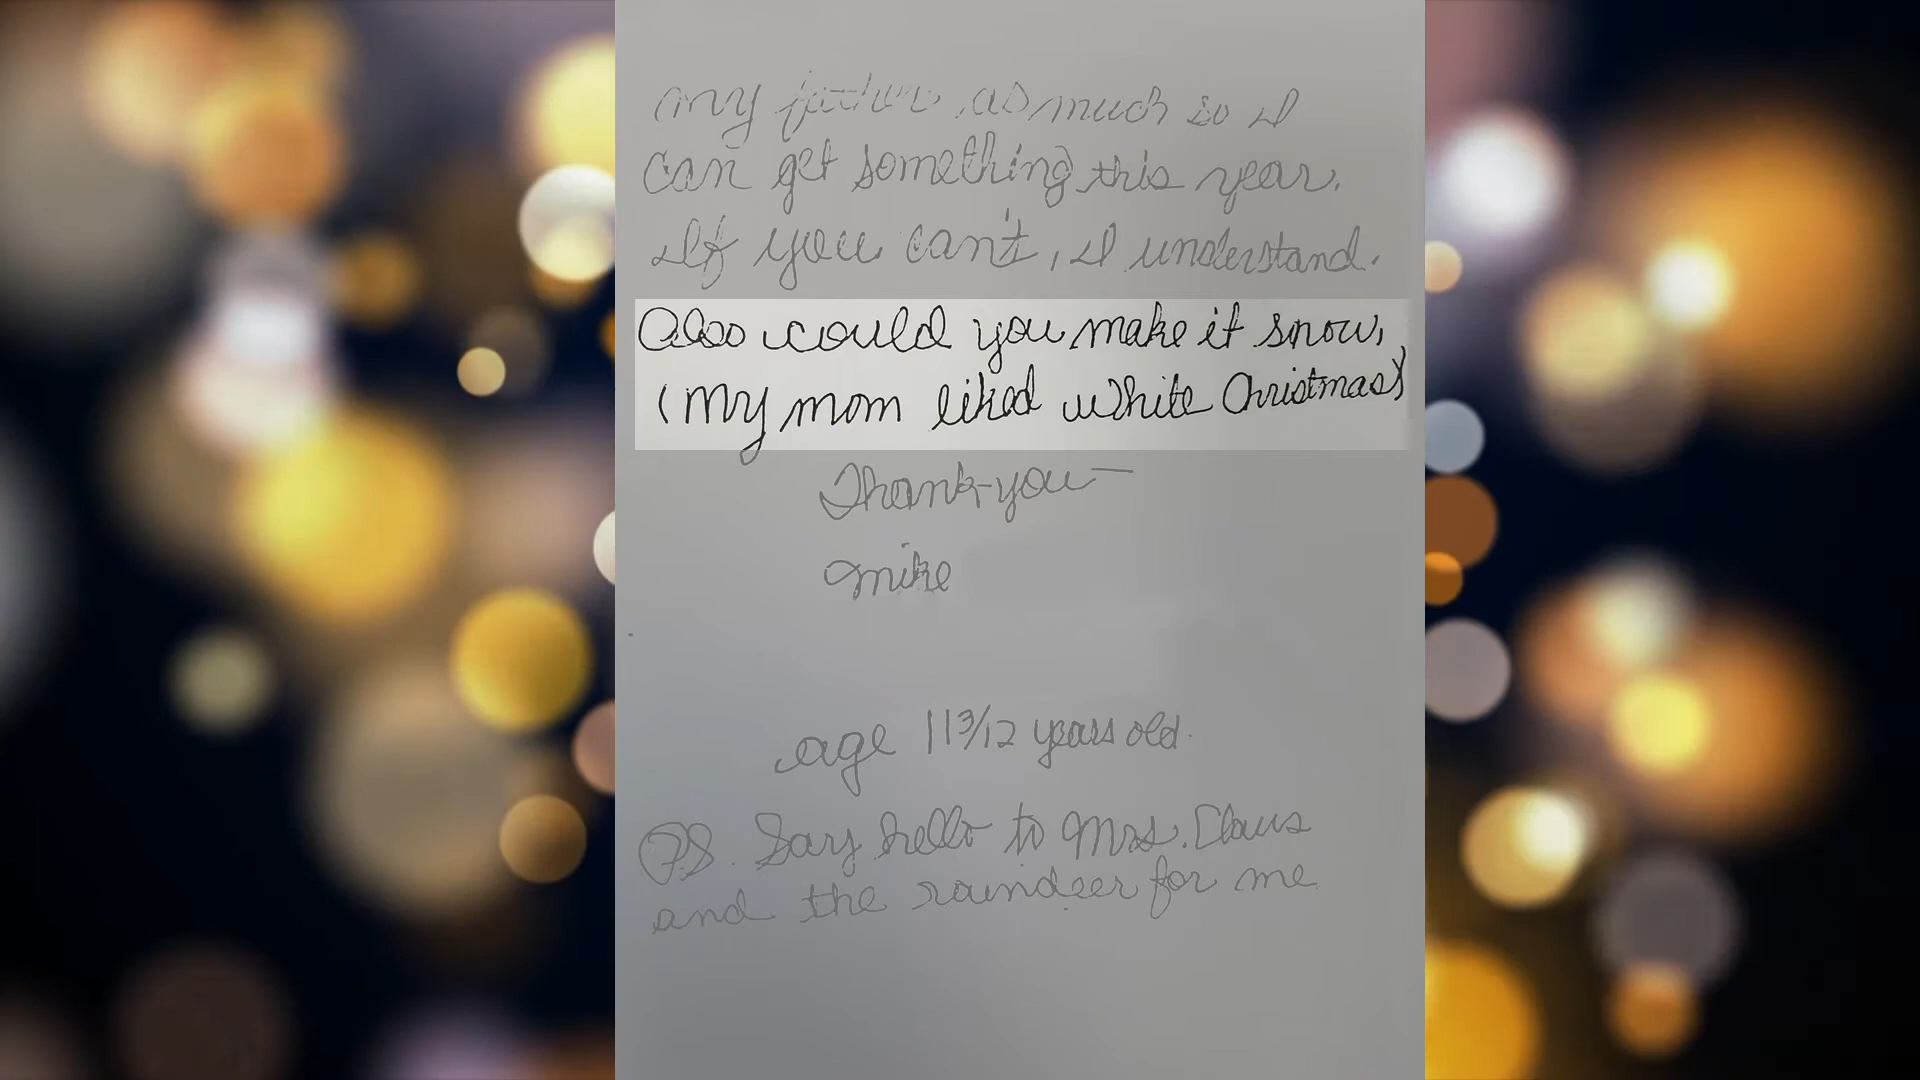 my father as much so I
can get something this year.
If you can't, I understand.
Also could you make it snow,
(My mom liked White Christmas)
Thank-you—
Mike
age 11 3/12 years old.
P.S. Say hello to Mrs. Claus
and the raindeer for me